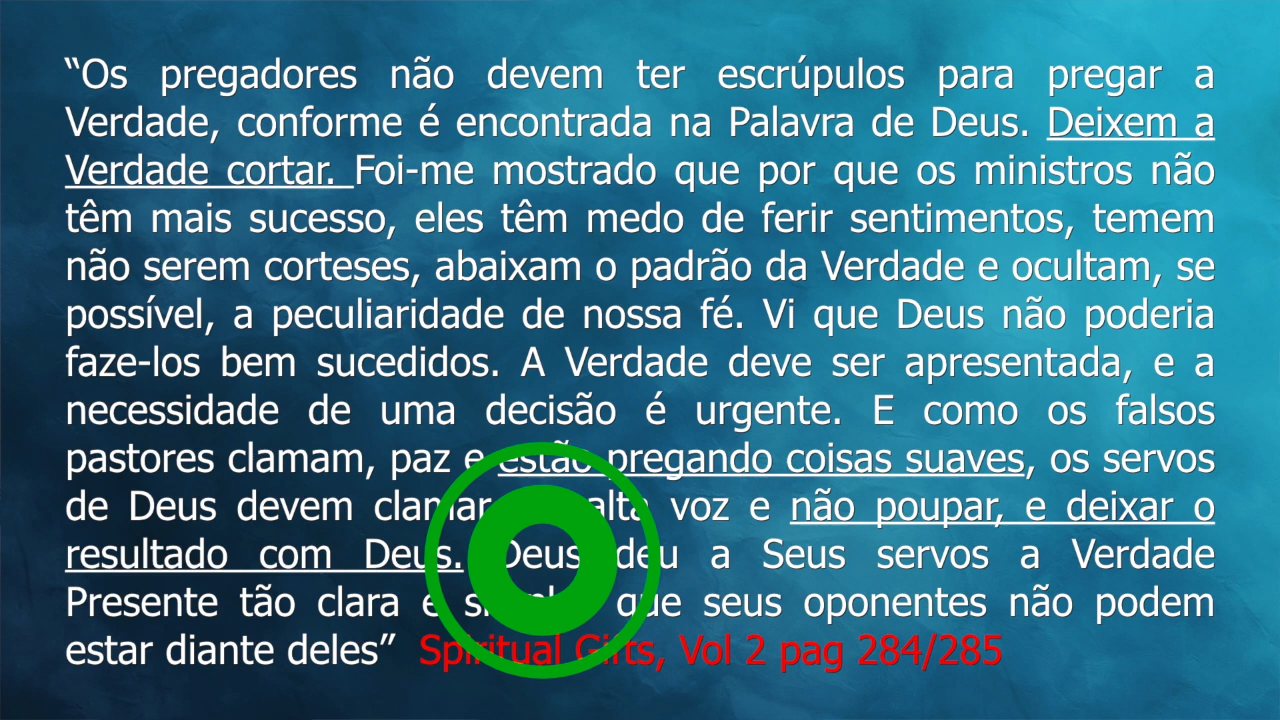 “Os pregadores não devem ter escrúpulos para pregar a
Verdade, conforme é encontrada na Palavra de Deus. Deixem a
Verdade cortar. Foi-me mostrado que por que os ministros não
têm mais sucesso, eles têm medo de ferir sentimentos, temem
não serem corteses, abaixam o padrão da Verdade e ocultam, se
possível, a peculiaridade de nossa fé. Vi que Deus não poderia
faze-los bem sucedidos. A Verdade deve ser apresentada, e a
necessidade de uma decisão é urgente. E como os falsos
pastores clamam, paz e estão pregando coisas suaves, os servos
de Deus devem clamar alta voz e não poupar, e deixar o
resultado com Deus. Deus deu a Seus servos a Verdade
Presente tão clara e que seus oponentes não podem
estar diante deles” Spiritual Gifts, Vol 2 pag 284/285